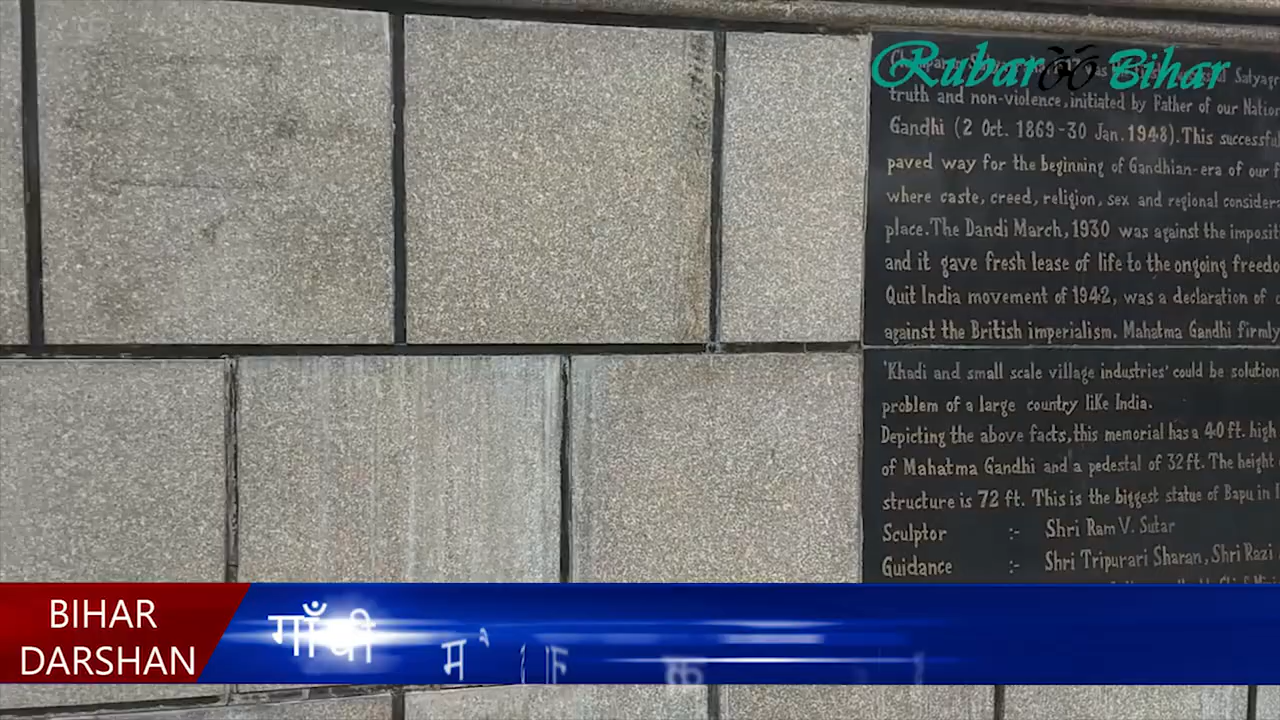 Rubaroo Bihar
truth and non-violence, initiated by Father of our Nation
Gandhi (2 Oct. 1869-30 Jan. 1948). This successful
paved way for the beginning of Gandhian-era of our
where caste, creed, religion, sex and regional
place. The Dandi March, 1930 was against the
and it gave fresh lease of life to the ongoing
Quit India movement of 1942, was a declaration of
against the British imperialism. Mahatma Gandhi firmly
'Khadi and small scale village industries' could be solution
problem of a large country like India.
Depicting the above facts, this memorial has a 40 ft. high
of Mahatma Gandhi and a pedestal of 32 ft. The height
structure is 72 ft. This is the biggest statue of Bapu in
Sculptor :- Shri Ram V. Sutar
Guidance :- Shri Tripurari Sharan, Shri Razi
BIHAR
DARSHAN
गाँधी